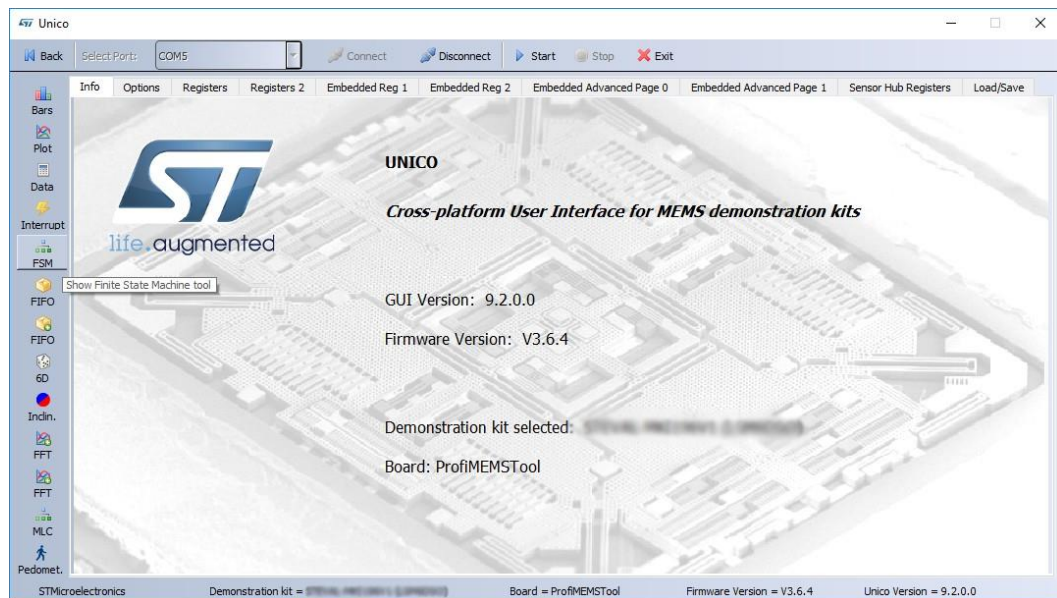 Unico
Back Select Port: COM5 Connect Disconnect Start Stop Exit
Info Options Registers Registers 2 Embedded Reg 1 Embedded Reg 2 Embedded Advanced Page 0 Embedded Advanced Page 1 Sensor Hub Registers Load/Save
Bars
Plot
Data
Interrupt
FSM
Show Finite State Machine tool
FIFO
FIFO
6D
Inclin.
FFT
FFT
MLC
Pedomet.
ST
life.augmented
UNICO
Cross-platform User Interface for MEMS demonstration kits
GUI Version: 9.2.0.0
Firmware Version: V3.6.4
Demonstration kit selected:
Board: ProfiMEMSTool
STMicroelectronics Demonstration kit = Board = ProfiMEMSTool Firmware Version = V3.6.4 Unico Version = 9.2.0.0